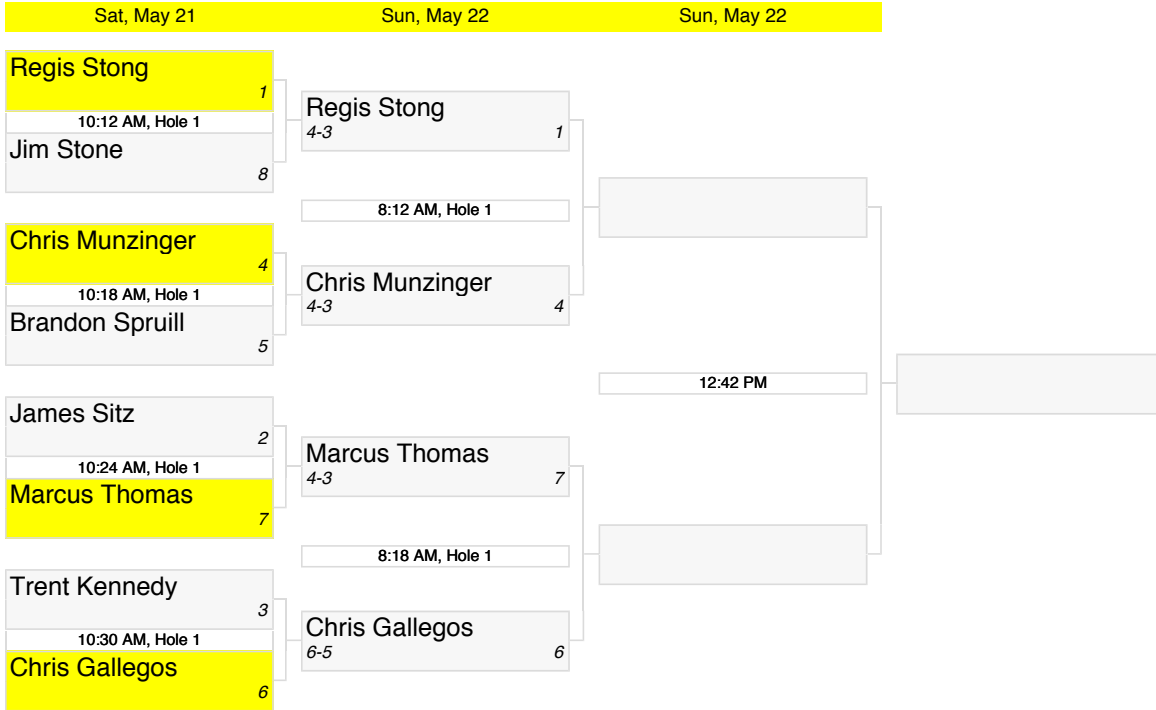 Sat, May 21
Sun, May 22
Sun, May 22
Regis Stong
1
10:12 AM, Hole 1
Jim Stone
8
Chris Munzinger
4
10:18 AM, Hole 1
Brandon Spruill
5
James Sitz
2
10:24 AM, Hole 1
Marcus Thomas
7
Trent Kennedy
3
10:30 AM, Hole 1
Chris Gallegos
6
Regis Stong
4-3 1
8:12 AM, Hole 1
Chris Munzinger
4-3 4
Marcus Thomas
4-3 7
8:18 AM, Hole 1
Chris Gallegos
6-5 6
12:42 PM